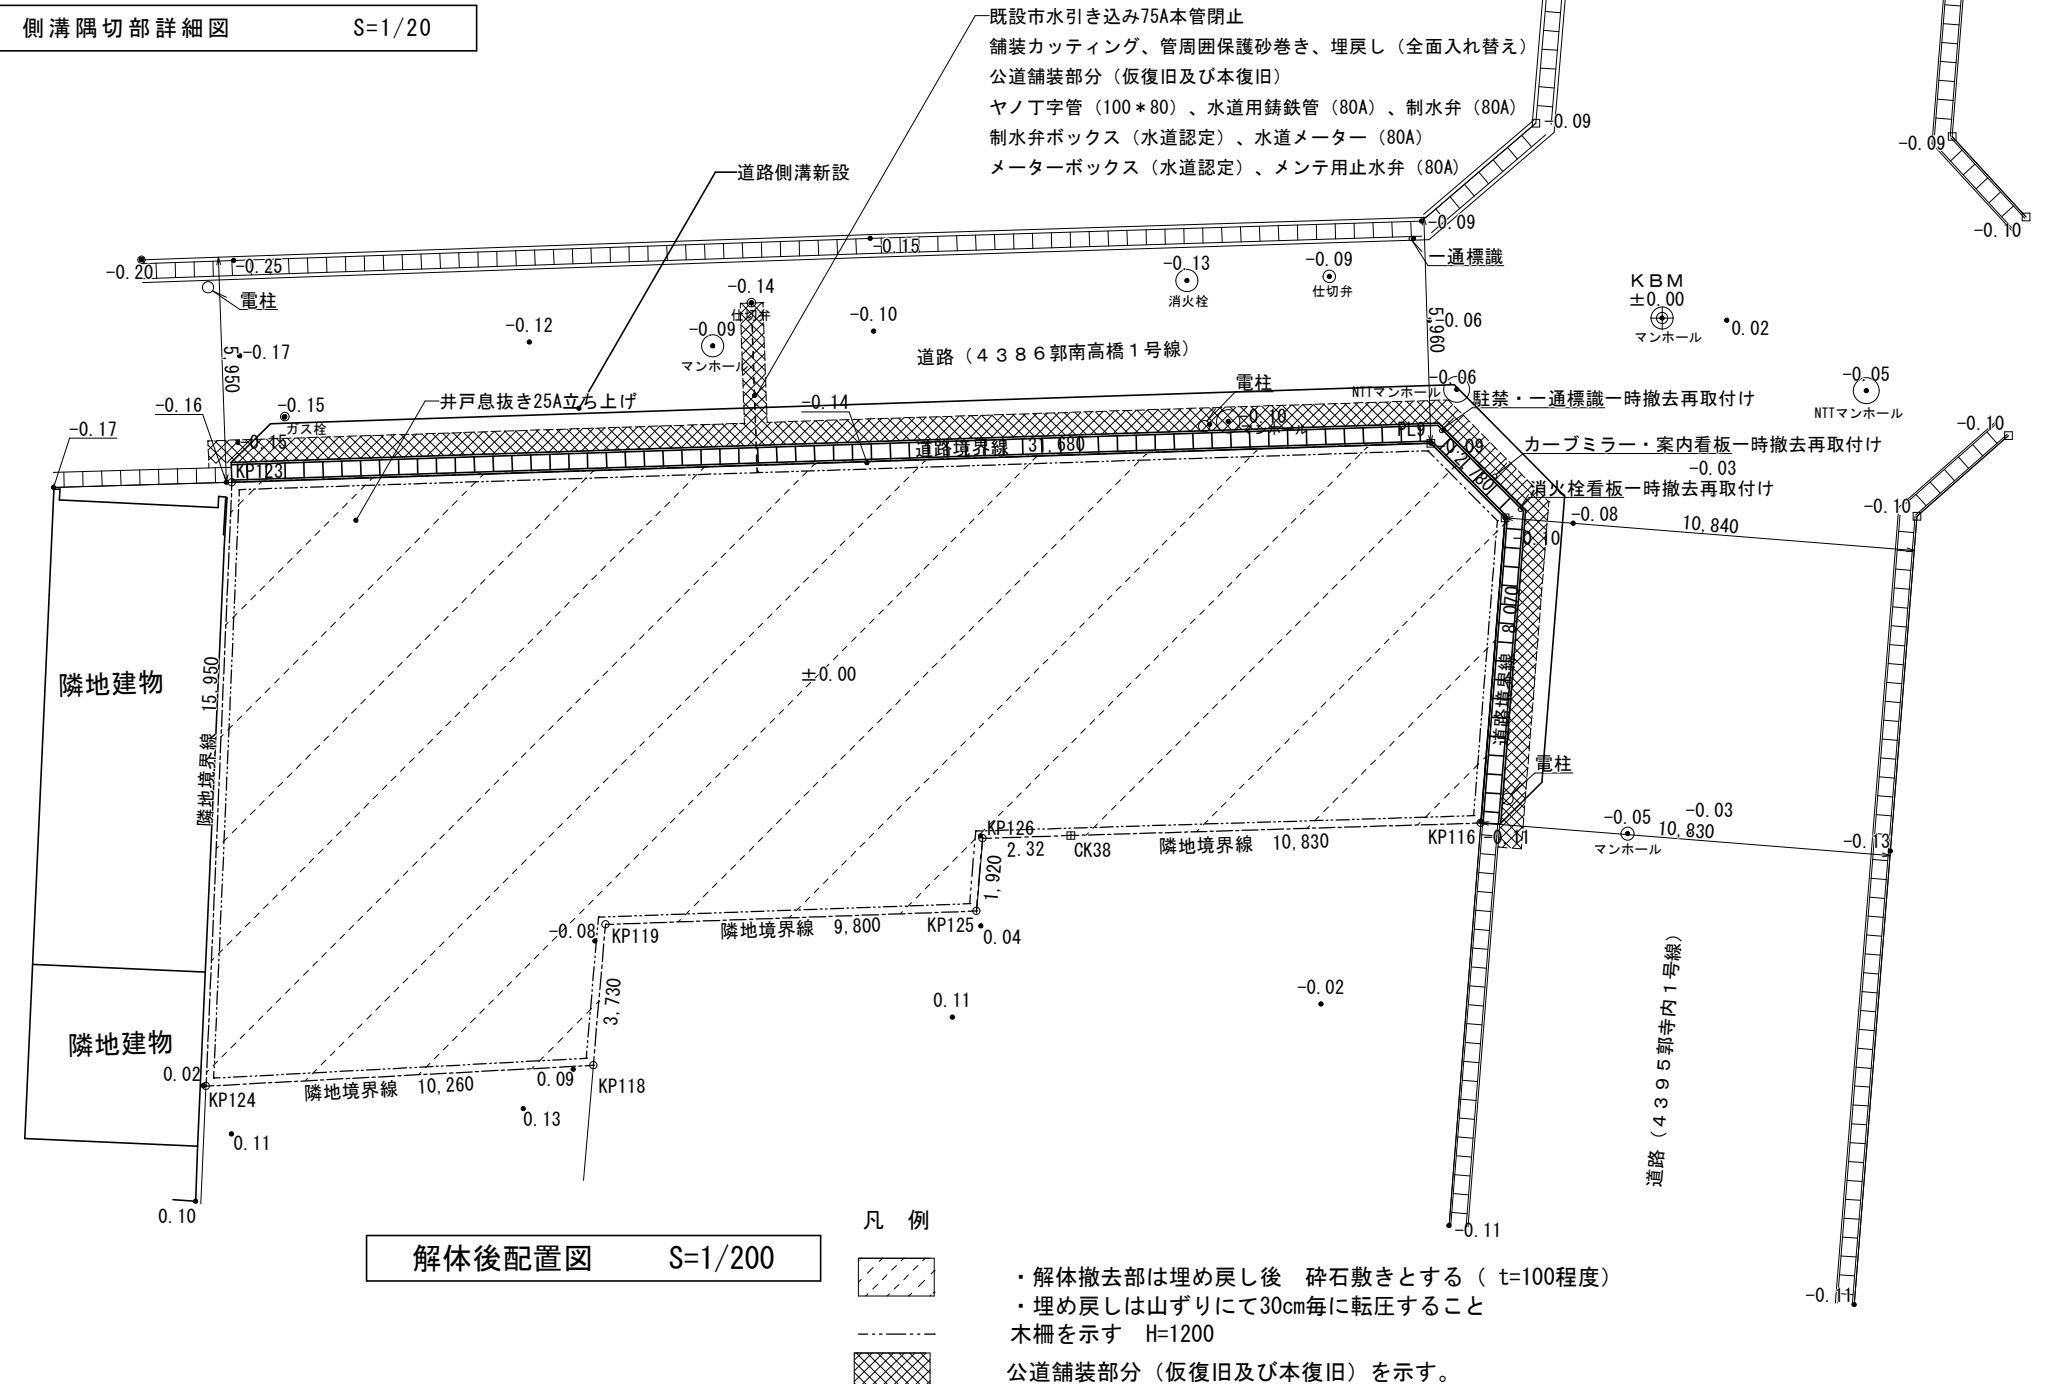 側溝隅切部詳細図 S=1/20
既設市水引き込み75A本管閉止
舗装カッティング、管周囲保護砂巻き、埋戻し（全面入れ替え）
公道舗装部分（仮復旧及び本復旧）
ヤノ丁字管（100＊80）、水道用鋳鉄管（80A）、制水弁（80A）
制水弁ボックス（水道認定）、水道メーター（80A）
メーターボックス（水道認定）、メンテ用止水弁（80A）
道路側溝新設
-0.09
-0.09
-0.10
-0.09
一通標識
-0.15
-0.20
-0.25
電柱
-0.14
仕切弁
-0.13
消火栓
-0.09
仕切弁
KBM
±0.00
マンホール
0.02
-0.12
-0.09
マンホール
-0.10
道路（４３８６郭南高橋１号線）
5,960
-0.06
5,950
-0.17
-0.06
NTTマンホール
-0.05
NTTマンホール
電柱
駐禁・一通標識一時撤去再取付け
井戸息抜き25A立ち上げ
-0.14
-0.16
-0.15
ガス栓
-0.10
マンホール
PL9
-0.17
-0.15
KP123
道路境界線 31,680
-0.09
2,780
カーブミラー・案内看板一時撤去再取付け
-0.03
消火栓看板一時撤去再取付け
-0.10
-0.10
-0.08
10,840
-0.10
道路境界線 8,070
隣地建物
隣地境界線 15,950
±0.00
電柱
-0.05
-0.03
10,830
マンホール
-0.13
KP126
2.32
CK38
隣地境界線 10,830
KP116
-0.11
1,920
隣地境界線 9,800
KP125
0.04
-0.08
KP119
3,730
0.11
-0.02
道路（４３９５郭寺内１号線）
隣地建物
0.02
KP124
隣地境界線 10,260
0.09
KP118
0.13
0.11
0.10
-0.11
-0.11
解体後配置図 S=1/200
凡 例
・解体撤去部は埋め戻し後 砕石敷きとする（ t=100程度）
・埋め戻しは山ずりにて30cm毎に転圧すること
木柵を示す H=1200
公道舗装部分（仮復旧及び本復旧）を示す。